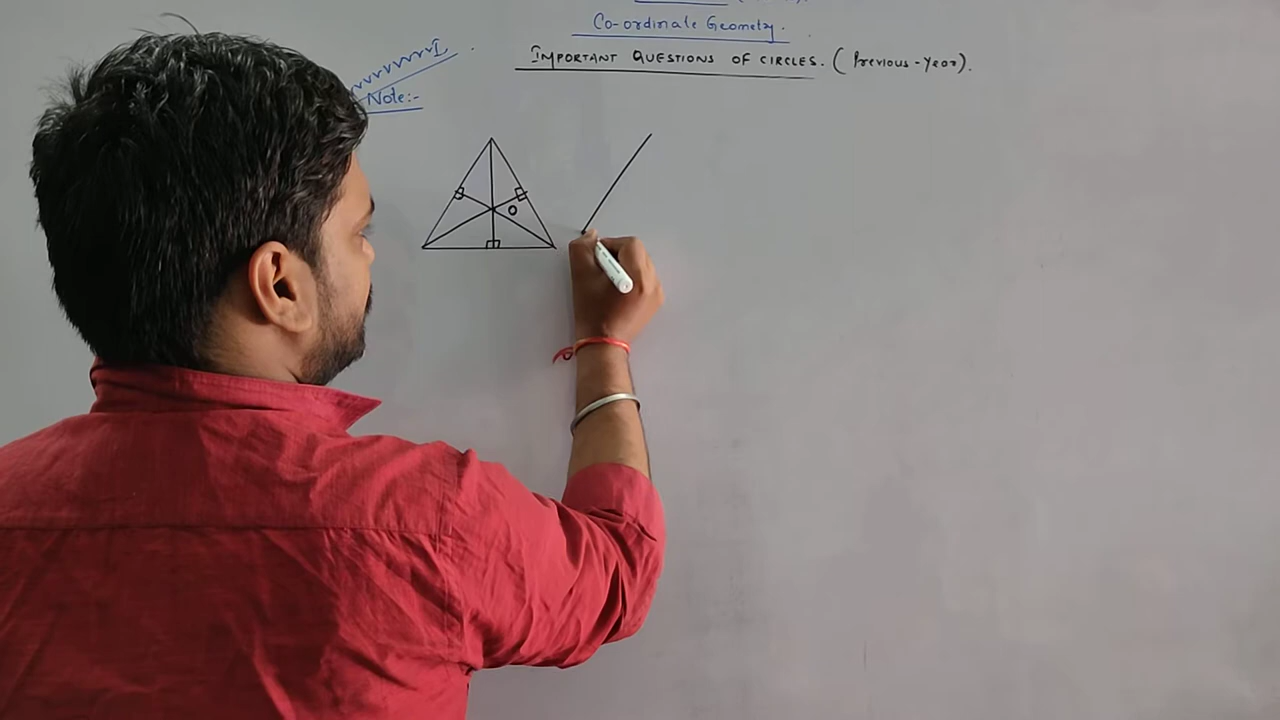 Co-ordinate Geometry.
IMPORTANT QUESTIONS OF CIRCLES. (Previous-Year).
Note:-
O